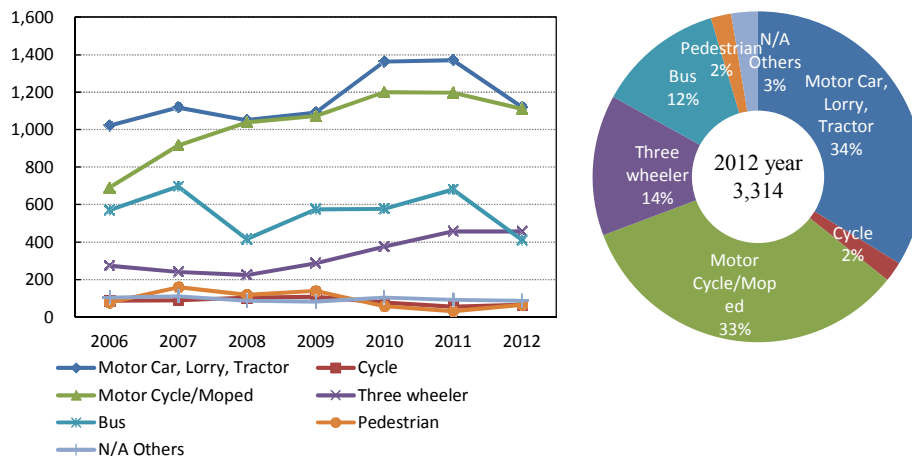 1,600
1,400
1,200
1,000
800
600
400
200
0
2006 2007 2008 2009 2010 2011 2012
Motor Car, Lorry, Tractor
Cycle
Motor Cycle/Moped
Three wheeler
Bus
Pedestrian
N/A Others
N/A
Others
3%
Motor Car,
Lorry,
Tractor
34%
Cycle
2%
Motor
Cycle/Mop
ed
33%
Three
wheeler
14%
Bus
12%
Pedestrian
2%
2012 year
3,314